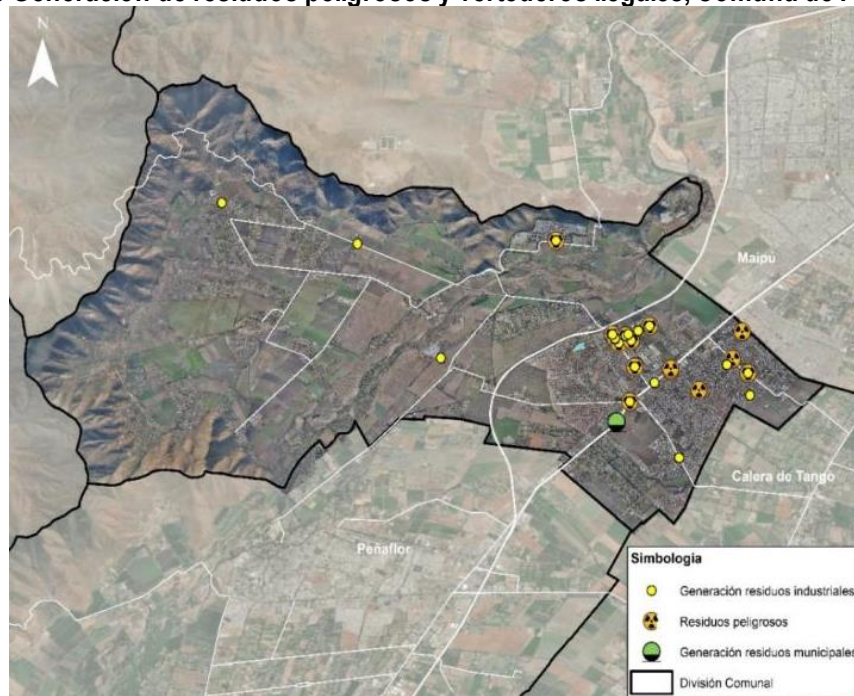 Generación de residuos peligrosos y vertederos ilegales, Comuna de
N
Maipú
Calera de Tango
Peñaflor
Simbología
Generación residuos industriales
Residuos peligrosos
Generación residuos municipales
División Comunal